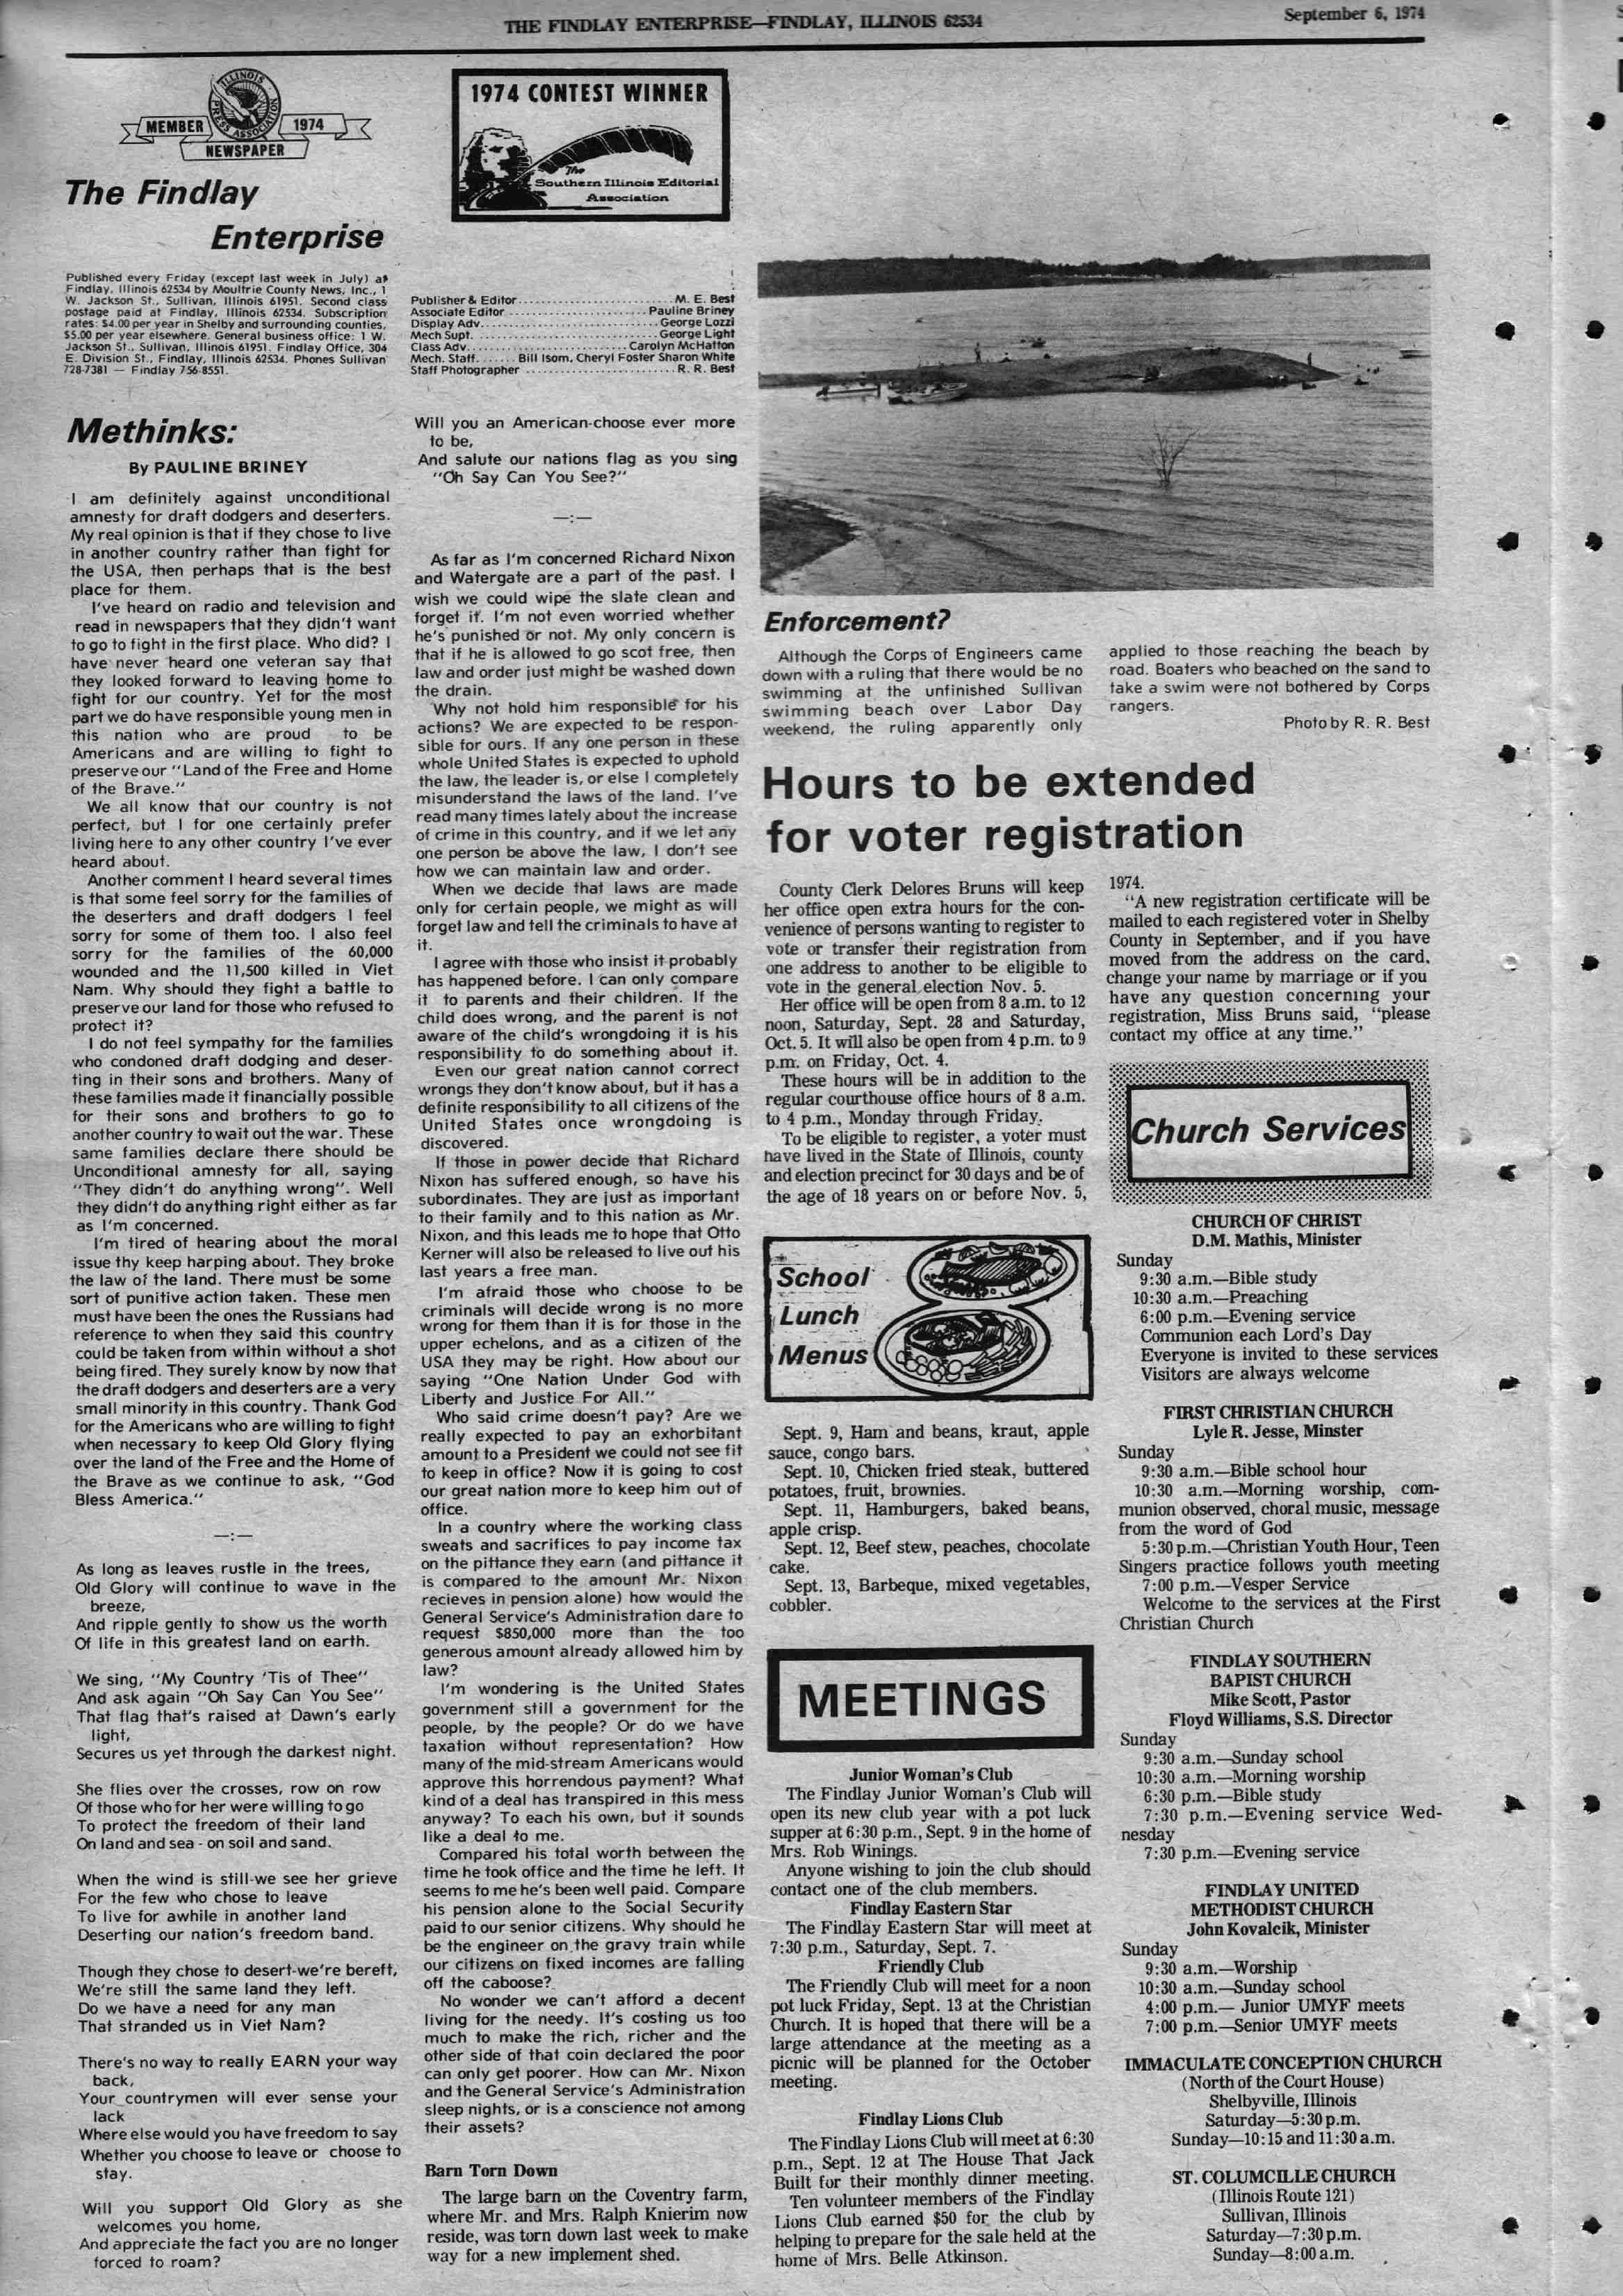 THE FINDLAY ENTERPRISE—FINDLAY, ILLINOIS 62534
September 6, 1974
ILLINOIS
PRESS ASSOCIATION
MEMBER
1974
NEWSPAPER
The Findlay
Enterprise
Published every Friday (except last week in July) at
Findlay, Illinois 62534 by Moultrie County News, Inc., 1
W. Jackson St., Sullivan, Illinois 61951. Second class
postage paid at Findlay, Illinois 62534. Subscription
rates: $4.00 per year in Shelby and surrounding counties,
$5.00 per year elsewhere. General business office: 1 W.
Jackson St., Sullivan, Illinois 61951. Findlay Office, 304
E. Division St., Findlay, Illinois 62534. Phones Sullivan
728-7381 — Findlay 756-8551.
1974 CONTEST WINNER
The
Southern Illinois Editorial
Association
Publisher & Editor......................M. E. Best
Associate Editor......................Pauline Briney
Display Adv......................George Lozzi
Mech Supt.......................George Light
Class Adv.......................Carolyn McHatton
Mech. Staff...... Bill Isom, Cheryl Foster Sharon White
Staff Photographer......................R. R. Best
Methinks:
By PAULINE BRINEY
I am definitely against unconditional
amnesty for draft dodgers and deserters.
My real opinion is that if they chose to live
in another country rather than fight for
the USA, then perhaps that is the best
place for them.
I've heard on radio and television and
read in newspapers that they didn't want
to go to fight in the first place. Who did? I
have never heard one veteran say that
they looked forward to leaving home to
fight for our country. Yet for the most
part we do have responsible young men in
this nation who are proud to be
Americans and are willing to fight to
preserve our "Land of the Free and Home
of the Brave."
We all know that our country is not
perfect, but I for one certainly prefer
living here to any other country I've ever
heard about.
Another comment I heard several times
is that some feel sorry for the families of
the deserters and draft dodgers I feel
sorry for some of them too. I also feel
sorry for the families of the 60,000
wounded and the 11,500 killed in Viet
Nam. Why should they fight a battle to
preserve our land for those who refused to
protect it?
I do not feel sympathy for the families
who condoned draft dodging and deser-
ting in their sons and brothers. Many of
these families made it financially possible
for their sons and brothers to go to
another country to wait out the war. These
same families declare there should be
Unconditional amnesty for all, saying
"They didn't do anything wrong". Well
they didn't do anything right either as far
as I'm concerned.
I'm tired of hearing about the moral
issue thy keep harping about. They broke
the law of the land. There must be some
sort of punitive action taken. These men
must have been the ones the Russians had
reference to when they said this country
could be taken from within without a shot
being fired. They surely know by now that
the draft dodgers and deserters are a very
small minority in this country. Thank God
for the Americans who are willing to fight
when necessary to keep Old Glory flying
over the land of the Free and the Home of
the Brave as we continue to ask, "God
Bless America."
—:—
As long as leaves rustle in the trees,
Old Glory will continue to wave in the
breeze,
And ripple gently to show us the worth
Of life in this greatest land on earth.
We sing, "My Country 'Tis of Thee"
And ask again "Oh Say Can You See"
That flag that's raised at Dawn's early
light,
Secures us yet through the darkest night.
She flies over the crosses, row on row
Of those who for her were willing to go
To protect the freedom of their land
On land and sea - on soil and sand.
When the wind is still-we see her grieve
For the few who chose to leave
To live for awhile in another land
Deserting our nation's freedom band.
Though they chose to desert-we're bereft,
We're still the same land they left.
Do we have a need for any man
That stranded us in Viet Nam?
There's no way to really EARN your way
back,
Your countrymen will ever sense your
lack
Where else would you have freedom to say
Whether you choose to leave or choose to
stay.
Will you support Old Glory as she
welcomes you home,
And appreciate the fact you are no longer
forced to roam?
Will you an American-choose ever more
to be,
And salute our nations flag as you sing
"Oh Say Can You See?"
—:—
As far as I'm concerned Richard Nixon
and Watergate are a part of the past. I
wish we could wipe the slate clean and
forget it. I'm not even worried whether
he's punished or not. My only concern is
that if he is allowed to go scot free, then
law and order just might be washed down
the drain.
Why not hold him responsible for his
actions? We are expected to be respon-
sible for ours. If any one person in these
whole United States is expected to uphold
the law, the leader is, or else I completely
misunderstand the laws of the land. I've
read many times lately about the increase
of crime in this country, and if we let any
one person be above the law, I don't see
how we can maintain law and order.
When we decide that laws are made
only for certain people, we might as will
forget law and tell the criminals to have at
it.
I agree with those who insist it probably
has happened before. I can only compare
it to parents and their children. If the
child does wrong, and the parent is not
aware of the child's wrongdoing it is his
responsibility to do something about it.
Even our great nation cannot correct
wrongs they don't know about, but it has a
definite responsibility to all citizens of the
United States once wrongdoing is
discovered.
If those in power decide that Richard
Nixon has suffered enough, so have his
subordinates. They are just as important
to their family and to this nation as Mr.
Nixon, and this leads me to hope that Otto
Kerner will also be released to live out his
last years a free man.
I'm afraid those who choose to be
criminals will decide wrong is no more
wrong for them than it is for those in the
upper echelons, and as a citizen of the
USA they may be right. How about our
saying "One Nation Under God with
Liberty and Justice For All."
Who said crime doesn't pay? Are we
really expected to pay an exhorbitant
amount to a President we could not see fit
to keep in office? Now it is going to cost
our great nation more to keep him out of
office.
In a country where the working class
sweats and sacrifices to pay income tax
on the pittance they earn (and pittance it
is compared to the amount Mr. Nixon
recieves in pension alone) how would the
General Service's Administration dare to
request $850,000 more than the too
generous amount already allowed him by
law?
I'm wondering is the United States
government still a government for the
people, by the people? Or do we have
taxation without representation? How
many of the mid-stream Americans would
approve this horrendous payment? What
kind of a deal has transpired in this mess
anyway? To each his own, but it sounds
like a deal to me.
Compared his total worth between the
time he took office and the time he left. It
seems to me he's been well paid. Compare
his pension alone to the Social Security
paid to our senior citizens. Why should he
be the engineer on the gravy train while
our citizens on fixed incomes are falling
off the caboose?
No wonder we can't afford a decent
living for the needy. It's costing us too
much to make the rich, richer and the
other side of that coin declared the poor
can only get poorer. How can Mr. Nixon
and the General Service's Administration
sleep nights, or is a conscience not among
their assets?
Barn Torn Down
The large barn on the Coventry farm,
where Mr. and Mrs. Ralph Knierim now
reside, was torn down last week to make
way for a new implement shed.
Enforcement?
Although the Corps of Engineers came
down with a ruling that there would be no
swimming at the unfinished Sullivan
swimming beach over Labor Day
weekend, the ruling apparently only
applied to those reaching the beach by
road. Boaters who beached on the sand to
take a swim were not bothered by Corps
rangers.
Photo by R. R. Best
Hours to be extended
for voter registration
County Clerk Delores Bruns will keep
her office open extra hours for the con-
venience of persons wanting to register to
vote or transfer their registration from
one address to another to be eligible to
vote in the general election Nov. 5.
Her office will be open from 8 a.m. to 12
noon, Saturday, Sept. 28 and Saturday,
Oct. 5. It will also be open from 4 p.m. to 9
p.m. on Friday, Oct. 4.
These hours will be in addition to the
regular courthouse office hours of 8 a.m.
to 4 p.m., Monday through Friday.
To be eligible to register, a voter must
have lived in the State of Illinois, county
and election precinct for 30 days and be of
the age of 18 years on or before Nov. 5,
1974.
"A new registration certificate will be
mailed to each registered voter in Shelby
County in September, and if you have
moved from the address on the card,
change your name by marriage or if you
have any question concerning your
registration, Miss Bruns said, "please
contact my office at any time."
School
Lunch
Menus
Sept. 9, Ham and beans, kraut, apple
sauce, congo bars.
Sept. 10, Chicken fried steak, buttered
potatoes, fruit, brownies.
Sept. 11, Hamburgers, baked beans,
apple crisp.
Sept. 12, Beef stew, peaches, chocolate
cake.
Sept. 13, Barbeque, mixed vegetables,
cobbler.
MEETINGS
Junior Woman's Club
The Findlay Junior Woman's Club will
open its new club year with a pot luck
supper at 6:30 p.m., Sept. 9 in the home of
Mrs. Rob Winings.
Anyone wishing to join the club should
contact one of the club members.
Findlay Eastern Star
The Findlay Eastern Star will meet at
7:30 p.m., Saturday, Sept. 7.
Friendly Club
The Friendly Club will meet for a noon
pot luck Friday, Sept. 13 at the Christian
Church. It is hoped that there will be a
large attendance at the meeting as a
picnic will be planned for the October
meeting.
Findlay Lions Club
The Findlay Lions Club will meet at 6:30
p.m., Sept. 12 at The House That Jack
Built for their monthly dinner meeting.
Ten volunteer members of the Findlay
Lions Club earned $50 for the club by
helping to prepare for the sale held at the
home of Mrs. Belle Atkinson.
Church Services
CHURCH OF CHRIST
D.M. Mathis, Minister
Sunday
9:30 a.m.—Bible study
10:30 a.m.—Preaching
6:00 p.m.—Evening service
Communion each Lord's Day
Everyone is invited to these services
Visitors are always welcome
FIRST CHRISTIAN CHURCH
Lyle R. Jesse, Minster
Sunday
9:30 a.m.—Bible school hour
10:30 a.m.—Morning worship, com-
munion observed, choral music, message
from the word of God
5:30 p.m.—Christian Youth Hour, Teen
Singers practice follows youth meeting
7:00 p.m.—Vesper Service
Welcome to the services at the First
Christian Church
FINDLAY SOUTHERN
BAPIST CHURCH
Mike Scott, Pastor
Floyd Williams, S.S. Director
Sunday
9:30 a.m.—Sunday school
10:30 a.m.—Morning worship
6:30 p.m.—Bible study
7:30 p.m.—Evening service Wed-
nesday
7:30 p.m.—Evening service
FINDLAY UNITED
METHODIST CHURCH
John Kovalcik, Minister
Sunday
9:30 a.m.—Worship
10:30 a.m.—Sunday school
4:00 p.m.— Junior UMYF meets
7:00 p.m.—Senior UMYF meets
IMMACULATE CONCEPTION CHURCH
(North of the Court House)
Shelbyville, Illinois
Saturday—5:30 p.m.
Sunday—10:15 and 11:30 a.m.
ST. COLUMCILLE CHURCH
(Illinois Route 121)
Sullivan, Illinois
Saturday—7:30 p.m.
Sunday—8:00 a.m.